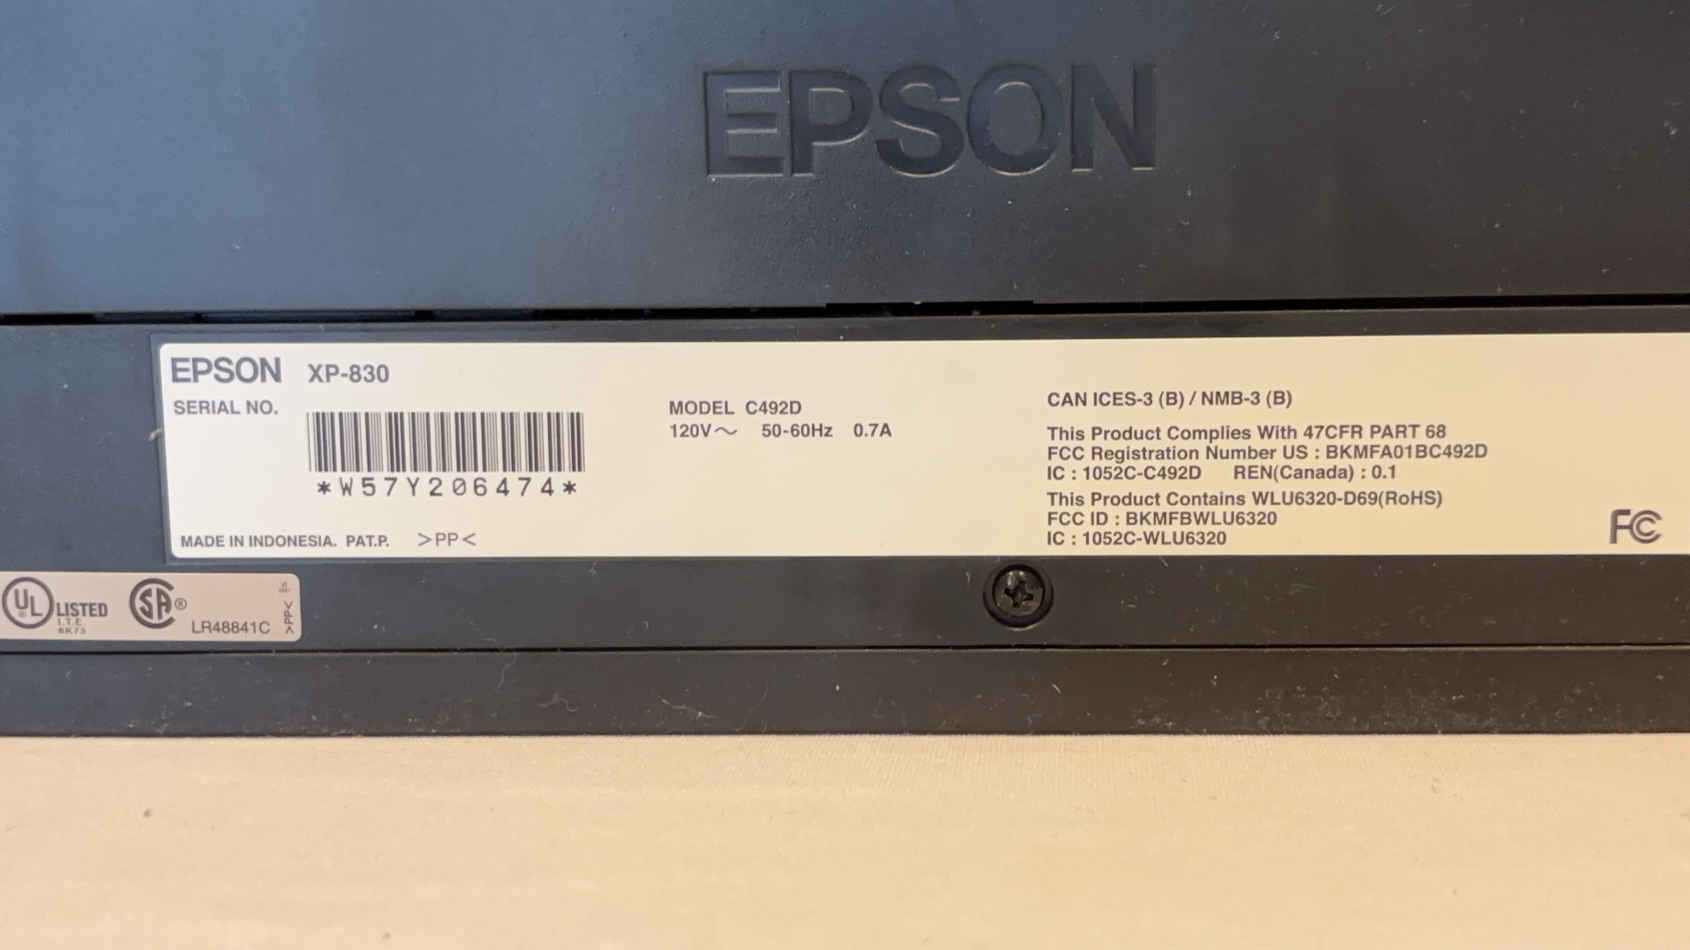 EPSON
EPSON XP-830
SERIAL NO.
*W57Y206474*
MADE IN INDONESIA. PAT.P. >PP<
MODEL C492D
120V～ 50-60Hz 0.7A
CAN ICES-3 (B) / NMB-3 (B)
This Product Complies With 47CFR PART 68
FCC Registration Number US : BKMFA01BC492D
IC : 1052C-C492D REN(Canada) : 0.1
This Product Contains WLU6320-D69(RoHS)
FCC ID : BKMFBWLU6320
IC : 1052C-WLU6320
FC
UL LISTED
I.T.E.
SA®
LR48841C
>PP<